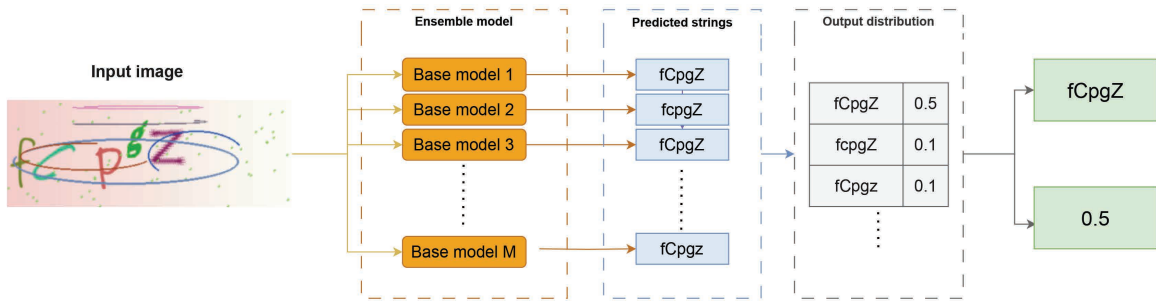 Ensemble model
Predicted strings
Output distribution
Input image
fCpgZ
Base model 1
Base model 2
Base model 3
Base model M
fCpgZ
fcpgZ
fCpgZ
fCpgz
fCpgZ 0.5
fcpgZ 0.1
fCpgz 0.1
fCpgZ
0.5